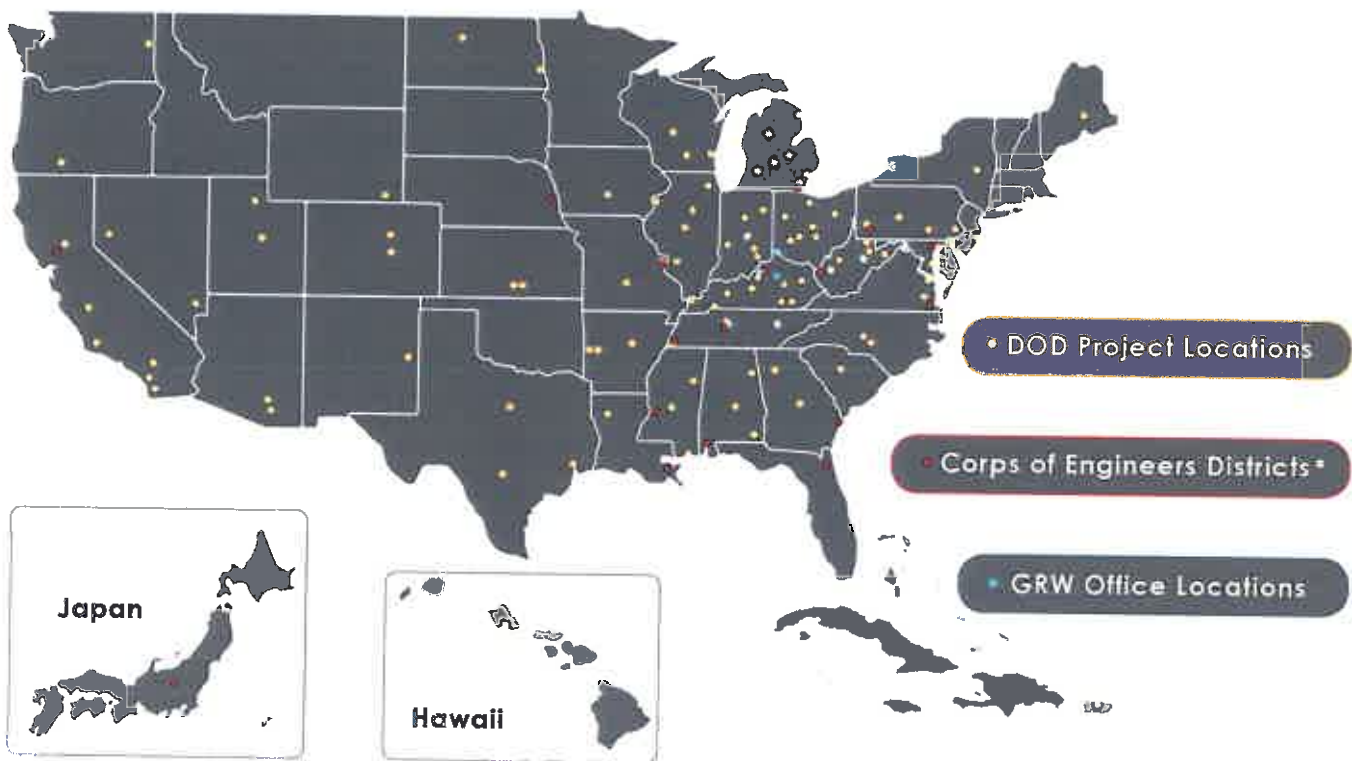 DOD Project Locations
Corps of Engineers Districts*
GRW Office Locations
Japan
Hawaii